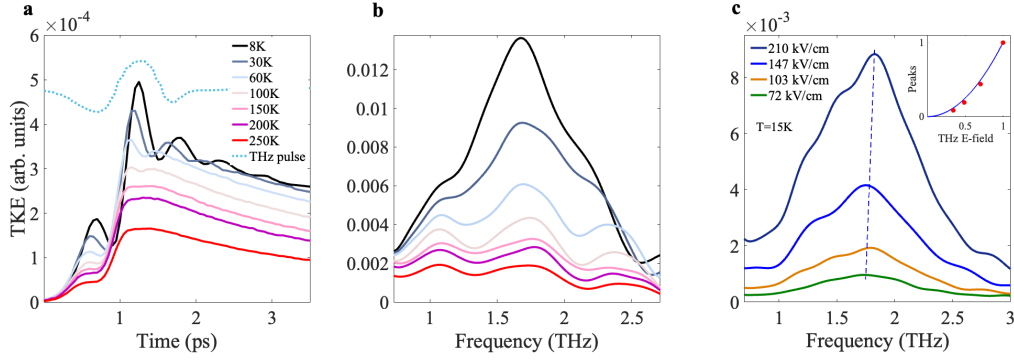 a
×10⁻⁴
6
5
4
3
2
1
0
TKE (arb. units)
1
2
3
Time (ps)
8K
30K
60K
100K
150K
200K
250K
THz pulse
b
0.012
0.01
0.008
0.006
0.004
0.002
0
1
1.5
2
2.5
Frequency (THz)
c
×10⁻³
8
6
4
2
0
1
1.5
2
2.5
3
Frequency (THz)
210 kV/cm
147 kV/cm
103 kV/cm
72 kV/cm
T=15K
1
0
Peaks
0.5
1
THz E-field